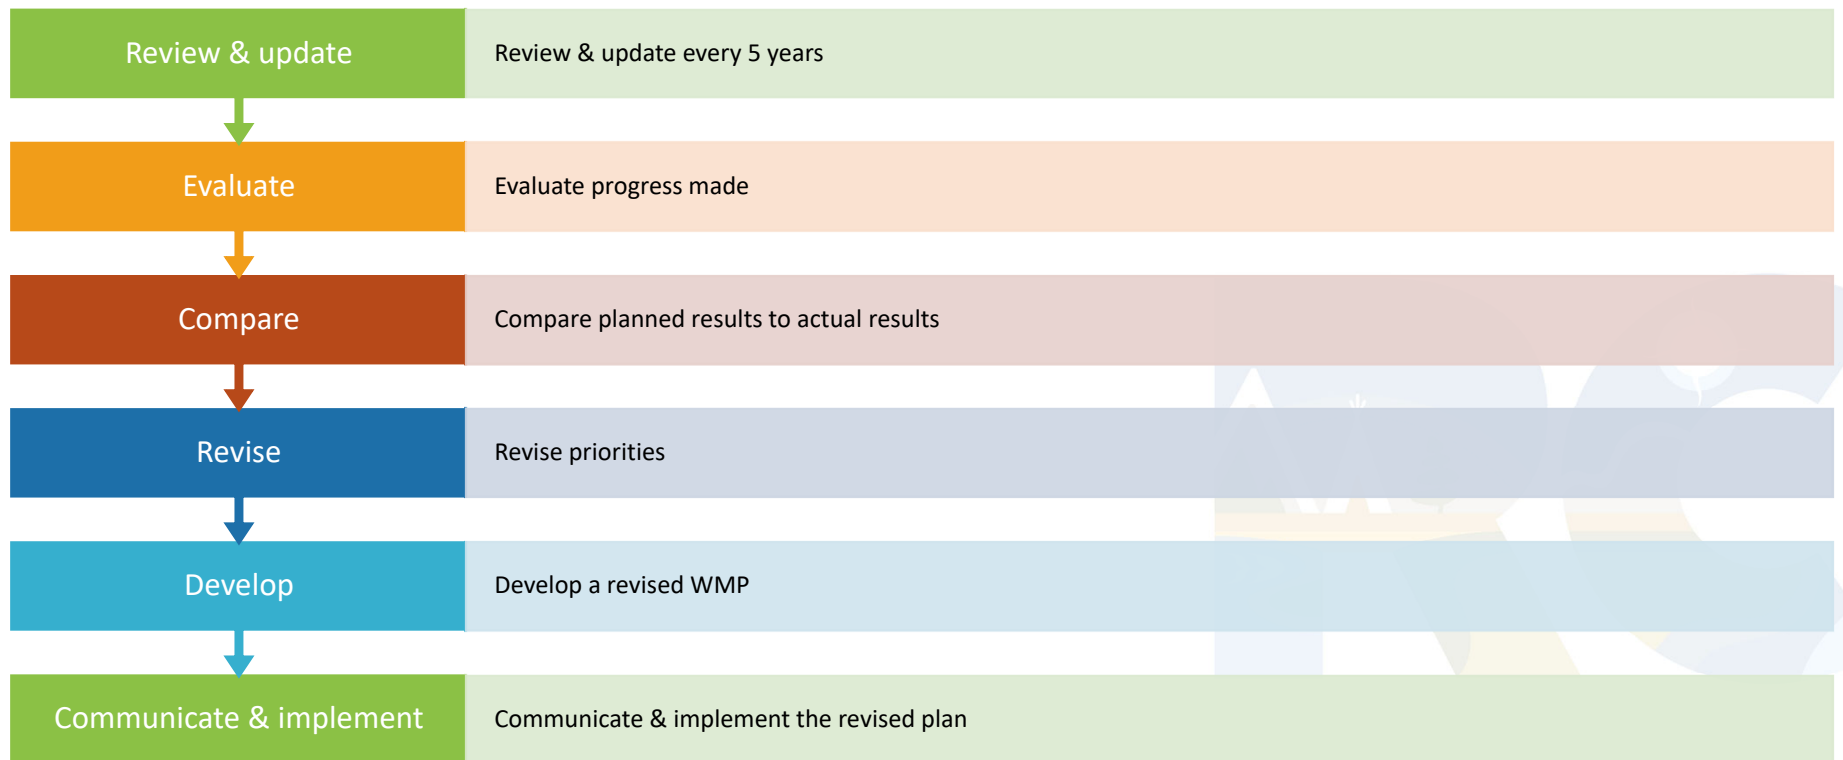 Review & update
Review & update every 5 years
Evaluate
Evaluate progress made
Compare
Compare planned results to actual results
Revise
Revise priorities
Develop
Develop a revised WMP
Communicate & implement
Communicate & implement the revised plan